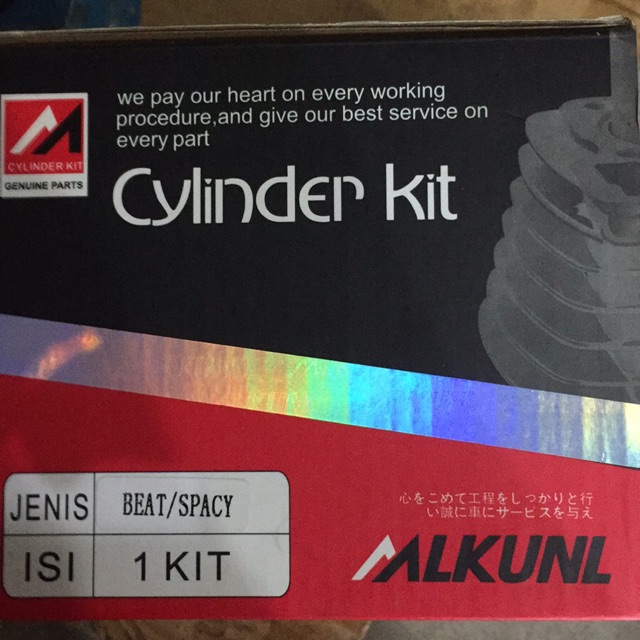 we pay our heart on every working
procedure,and give our best service on
every part
CYLINDER KIT
GENUINE PARTS
Cylinder Kit
JENIS BEAT/SPACY
ISI 1 KIT
心をこめて工程をしっかりと行
い誠に車にサービスを与え
ALKUNL